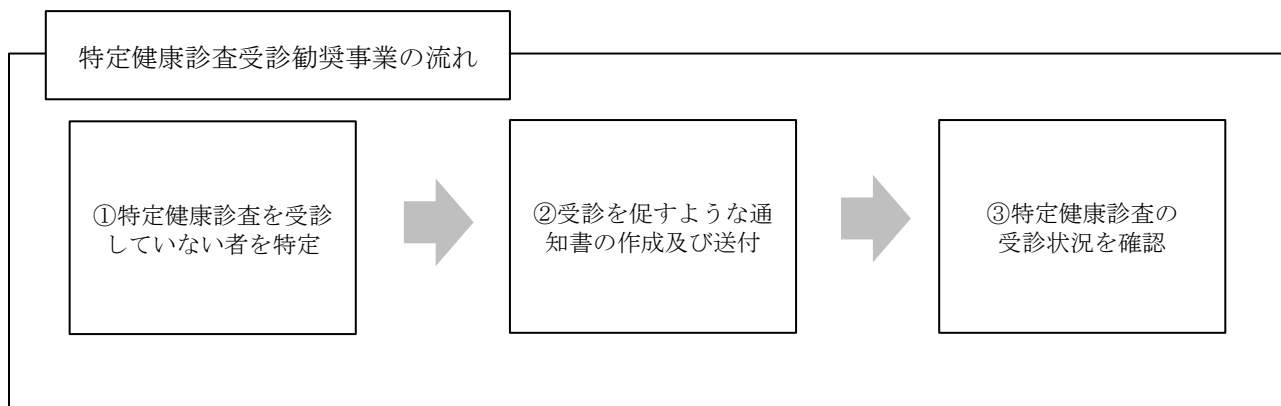 特定健康診査受診勧奨事業の流れ
①特定健康診査を受診
していない者を特定
②受診を促すような通
知書の作成及び送付
③特定健康診査の
受診状況を確認